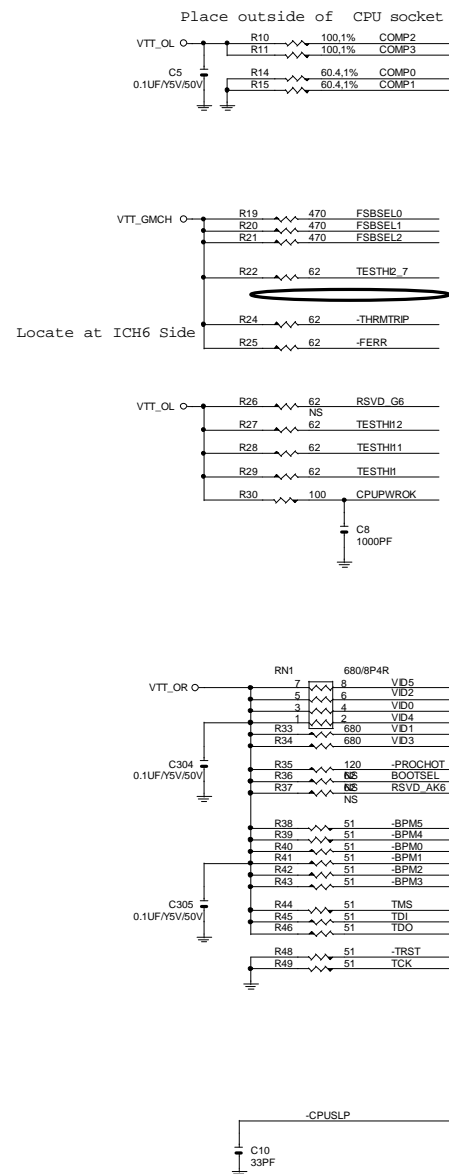 Place outside of CPU socket
VTT_OL R10 100,1% COMP2
R11 100,1% COMP3
C5 R14 60.4,1% COMP0
0.1UF/Y5V/50V R15 60.4,1% COMP1
VTT_GMCH R19 470 FSBSEL0
R20 470 FSBSEL1
R21 470 FSBSEL2
R22 62 TESTHI2_7
Locate at ICH6 Side R24 62 -THRMTRIP
R25 62 -FERR
VTT_OL R26 62 RSVD_G6
NS
R27 62 TESTHI12
R28 62 TESTHI11
R29 62 TESTHI1
R30 100 CPUPWROK
C8
1000PF
RN1 680/8P4R
VTT_OR 7 8 VID5
5 6 VID2
3 4 VID0
1 2 VID4
R33 680 VID1
R34 680 VID3
C304 R35 120 -PROCHOT
0.1UF/Y5V/50V R36 62 NS BOOTSEL
R37 62 NS RSVD_AK6
NS
R38 51 -BPM5
R39 51 -BPM4
R40 51 -BPM0
R41 51 -BPM1
R42 51 -BPM2
R43 51 -BPM3
C305 R44 51 TMS
0.1UF/Y5V/50V R45 51 TDI
R46 51 TDO
R48 51 -TRST
R49 51 TCK
-CPUSLP
C10
33PF